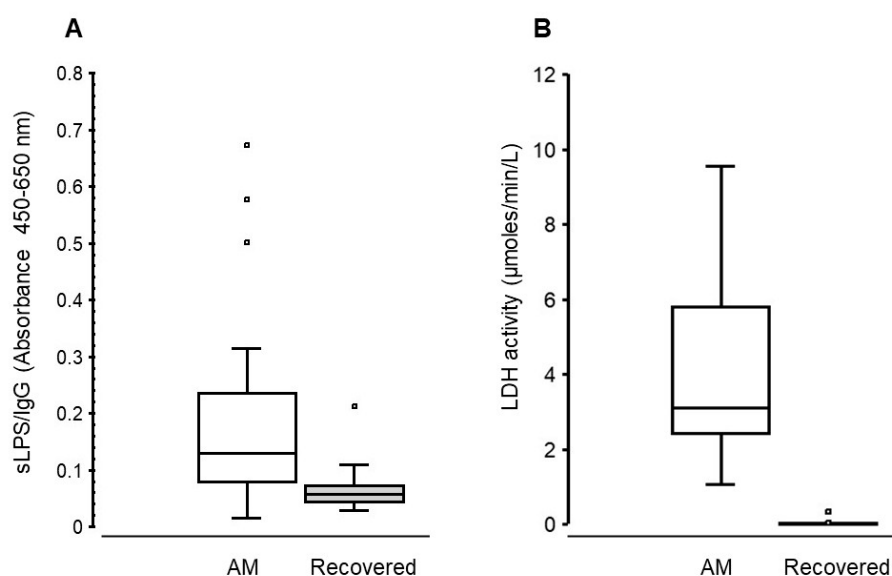 A
sLPS/IgG (Absorbance 450-650 nm)
0.8
0.7
0.6
0.5
0.4
0.3
0.2
0.1
0
AM Recovered
B
LDH activity (µmoles/min/L)
12
10
8
6
4
2
0
AM Recovered